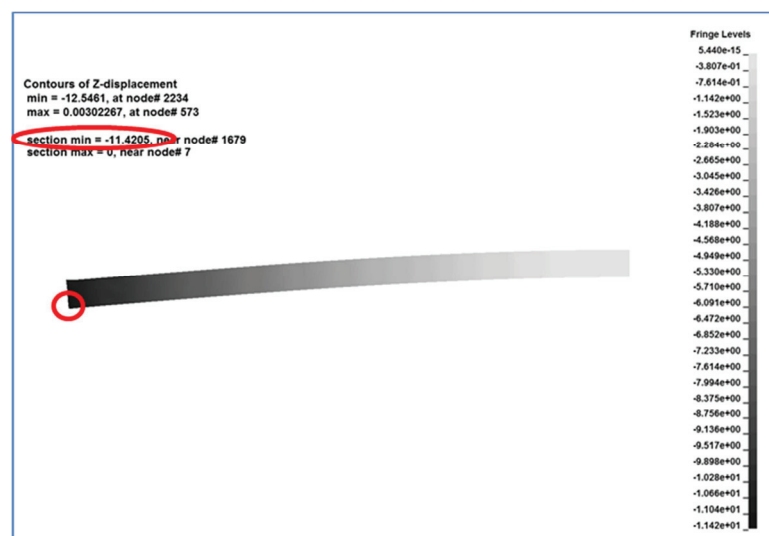 Contours of Z-displacement
min = -12.5461, at node# 2234
max = 0.00302267, at node# 573
section min = -11.4205, near node# 1679
section max = 0, near node# 7
Fringe Levels
5.440e-15
-3.807e-01
-7.614e-01
-1.142e+00
-1.523e+00
-1.903e+00
-2.284e+00
-2.665e+00
-3.045e+00
-3.426e+00
-3.807e+00
-4.188e+00
-4.568e+00
-4.949e+00
-5.330e+00
-5.710e+00
-6.091e+00
-6.472e+00
-6.852e+00
-7.233e+00
-7.614e+00
-7.994e+00
-8.375e+00
-8.756e+00
-9.136e+00
-9.517e+00
-9.898e+00
-1.028e+01
-1.066e+01
-1.104e+01
-1.142e+01